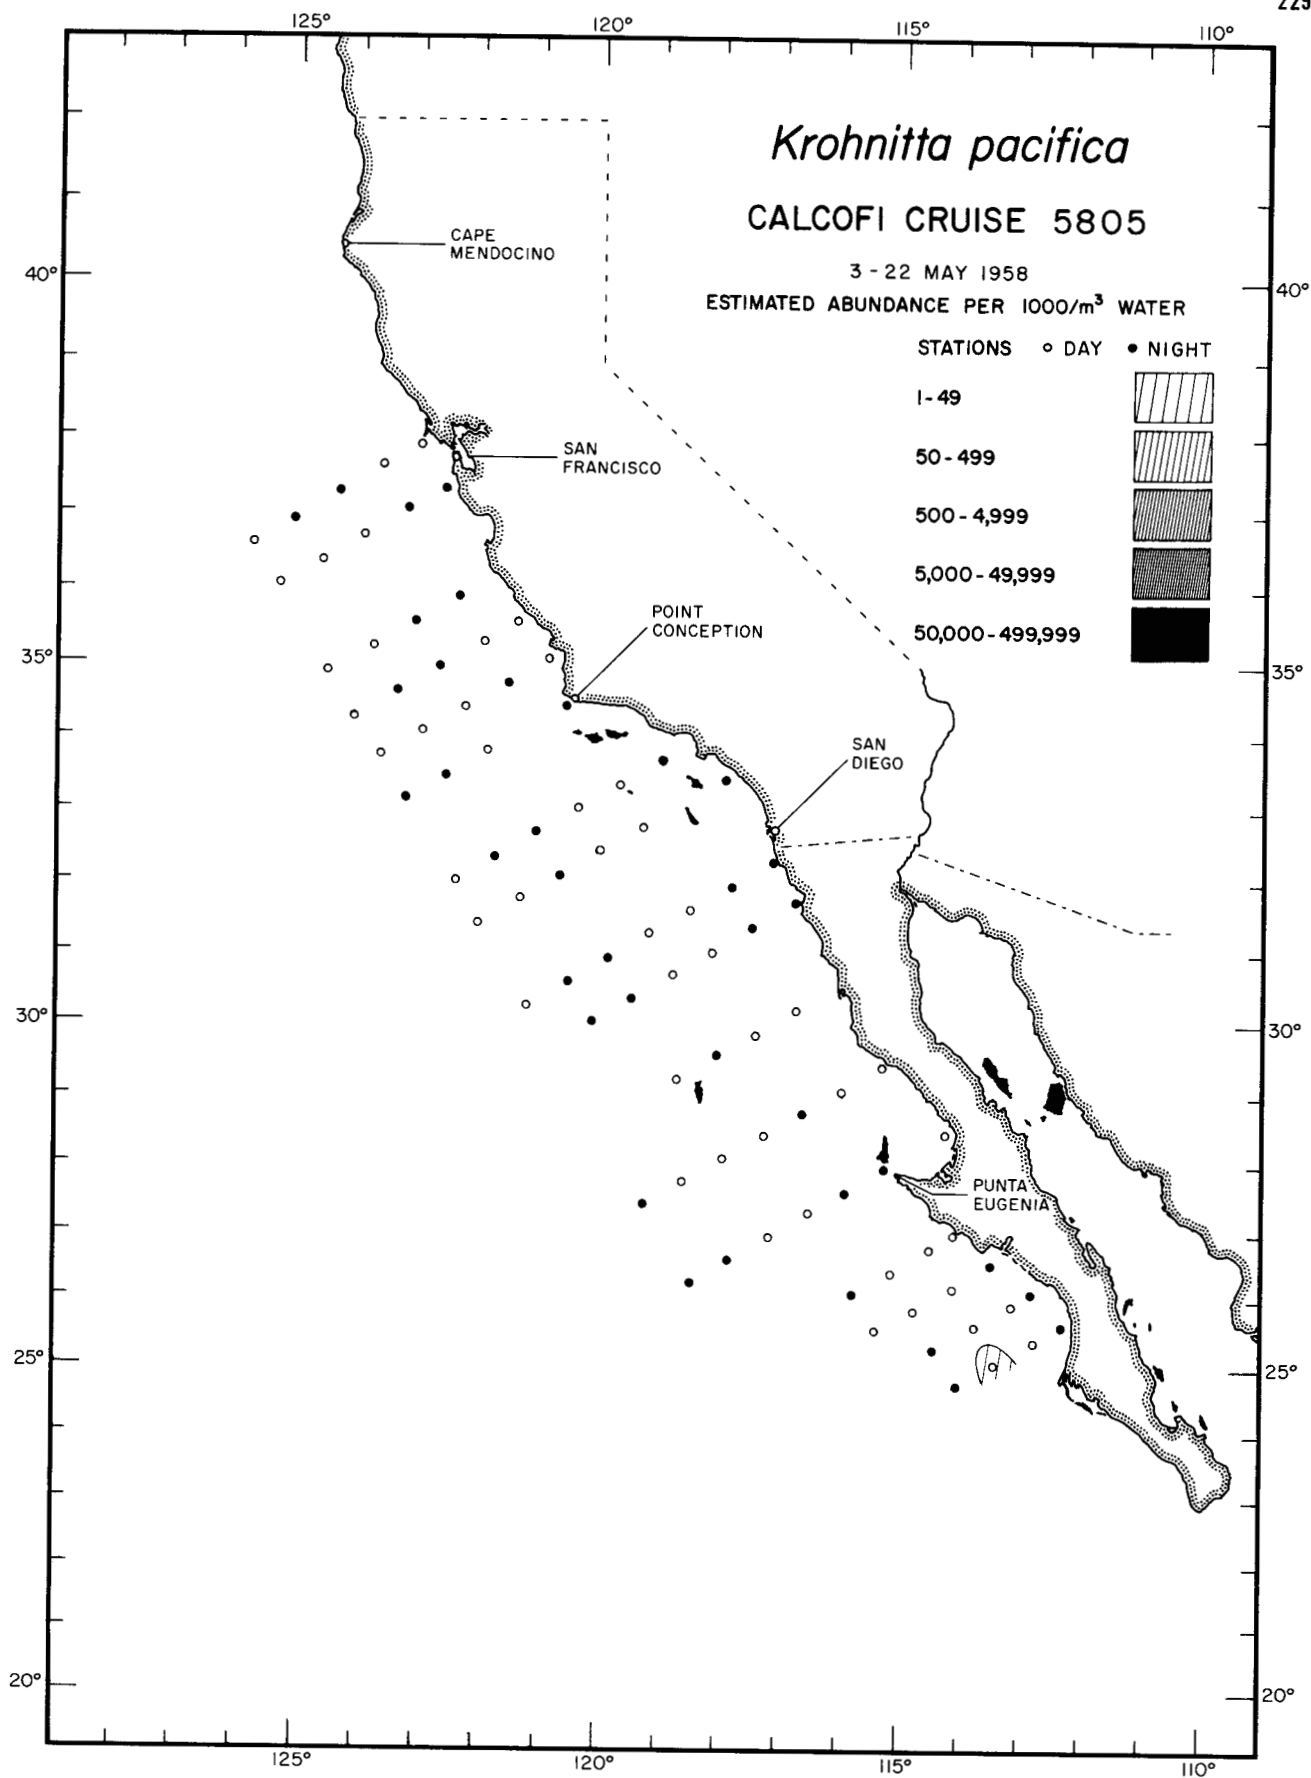 229
125° 120° 115° 110°
Krohnitta pacifica
CALCOFI CRUISE 5805
3-22 MAY 1958
ESTIMATED ABUNDANCE PER 1000/m³ WATER
STATIONS ○ DAY ● NIGHT
1-49
50-499
500-4,999
5,000-49,999
50,000-499,999
CAPE
MENDOCINO
40° 40°
SAN
FRANCISCO
POINT
CONCEPTION
35° 35°
SAN
DIEGO
30° 30°
PUNTA
EUGENIA
25° 25°
20° 20°
125° 120° 115° 110°